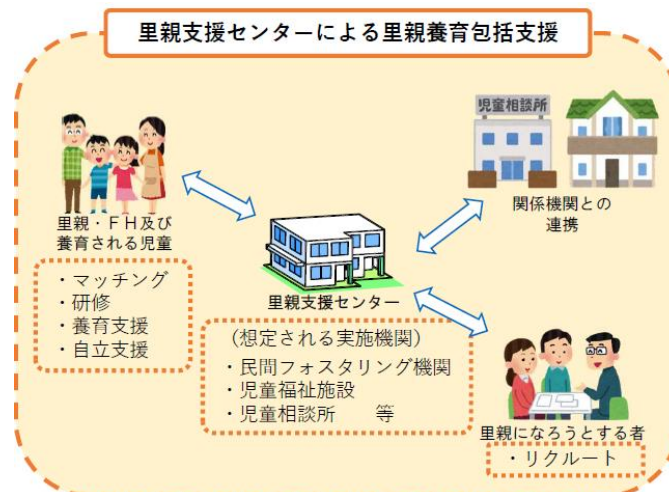 里親支援センターによる里親養育包括支援
児童相談所
里親・ＦＨ及び
養育される児童
・マッチング
・研修
・養育支援
・自立支援
関係機関との
連携
里親支援センター
（想定される実施機関）
・民間フォスタリング機関
・児童福祉施設
・児童相談所　　等
里親になろうとする者
・リクルート